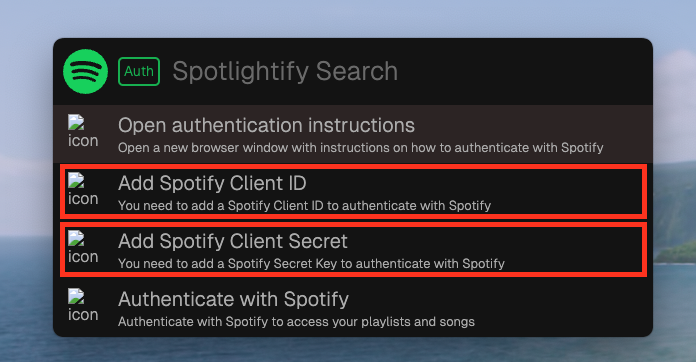 Auth Spotlightify Search
icon
Open authentication instructions
Open a new browser window with instructions on how to authenticate with Spotify
icon
Add Spotify Client ID
You need to add a Spotify Client ID to authenticate with Spotify
icon
Add Spotify Client Secret
You need to add a Spotify Secret Key to authenticate with Spotify
icon
Authenticate with Spotify
Authenticate with Spotify to access your playlists and songs